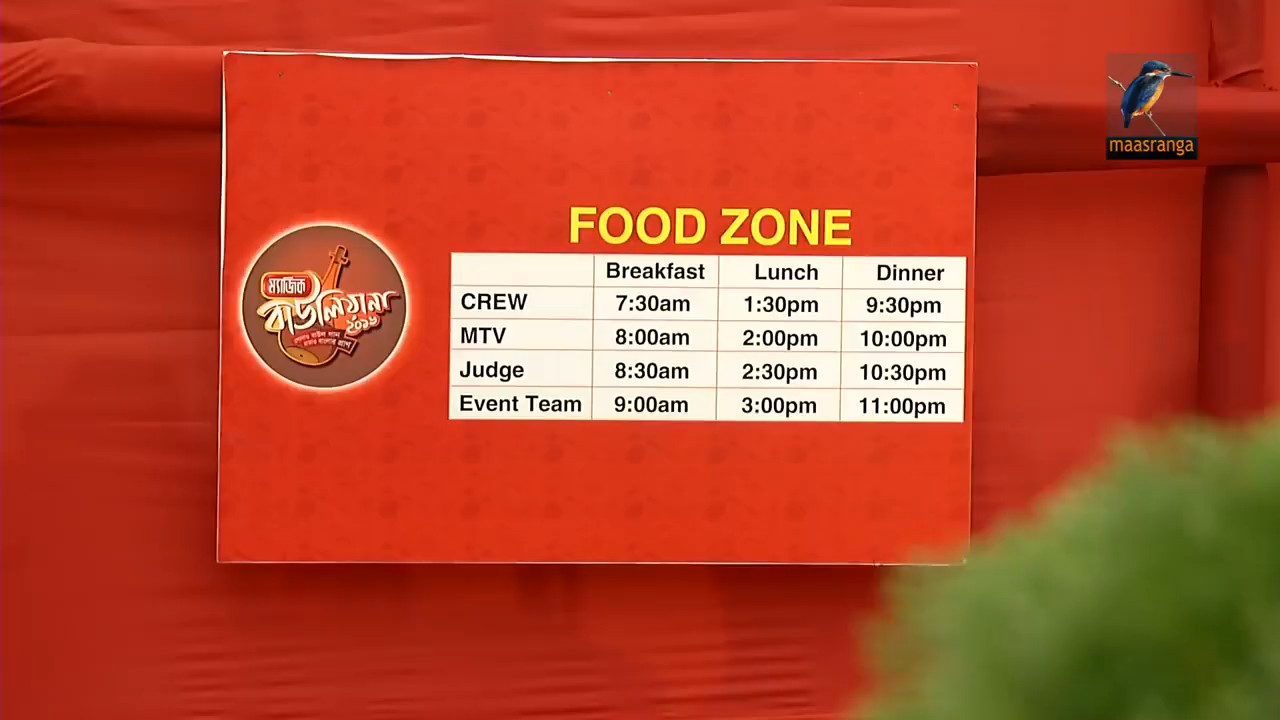 maasranga
FOOD ZONE
Breakfast Lunch Dinner
CREW 7:30am 1:30pm 9:30pm
MTV 8:00am 2:00pm 10:00pm
Judge 8:30am 2:30pm 10:30pm
Event Team 9:00am 3:00pm 11:00pm
ম্যাজিক
বাউলিয়ানা
২০১৬